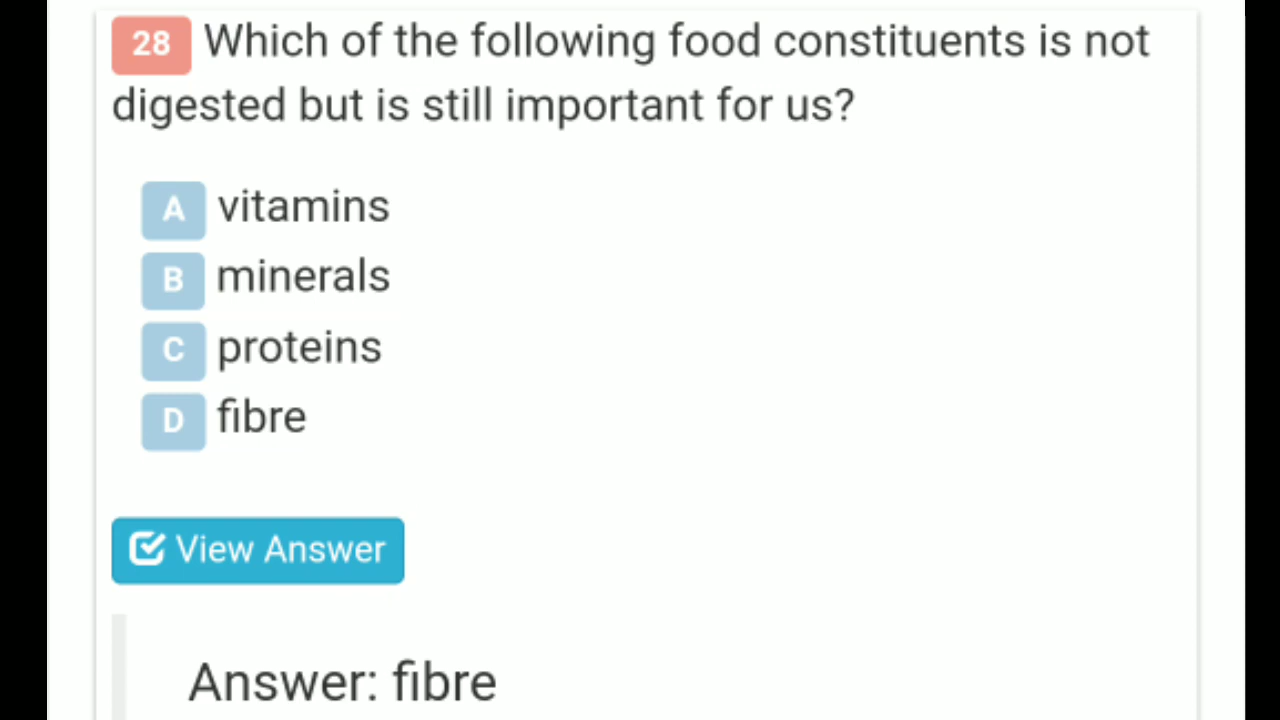 28 Which of the following food constituents is not
digested but is still important for us?
A vitamins
B minerals
C proteins
D fibre
View Answer
Answer: fibre